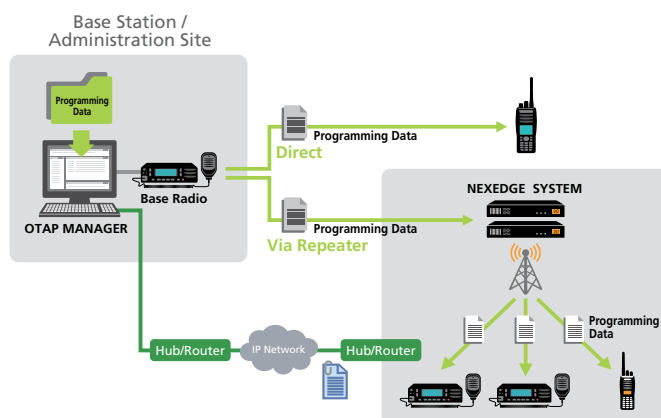 Base Station /
Administration Site
Programming
Data
OTAP MANAGER
Base Radio
Programming Data
Direct
Programming Data
Via Repeater
NEXEDGE SYSTEM
Programming
Data
Hub/Router
IP Network
Hub/Router